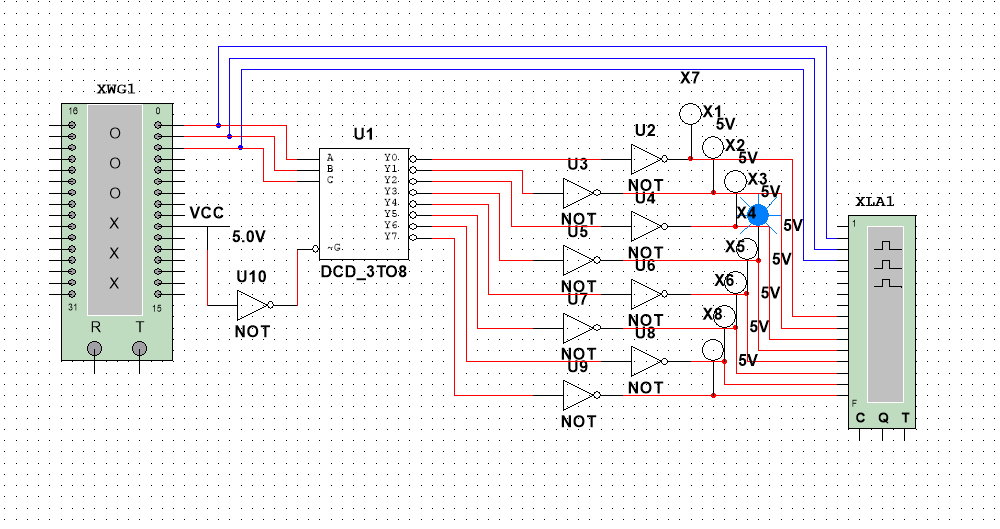 XWG1
16 0
O
O
O
X
X
X
31 15
R T
VCC
5.0V
U10
NOT
U1
A Y0
B Y1
C Y2
Y3
Y4
Y5
Y6
~G Y7
DCD_3TO8
U2
NOT
U3
NOT
U4
NOT
U5
NOT
U6
NOT
U7
NOT
U8
NOT
U9
NOT
X7
X1
5V
X2
5V
X3
5V
X4
5V
X5
5V
X6
5V
X8
5V
5V
XLA1
1
F
C Q T